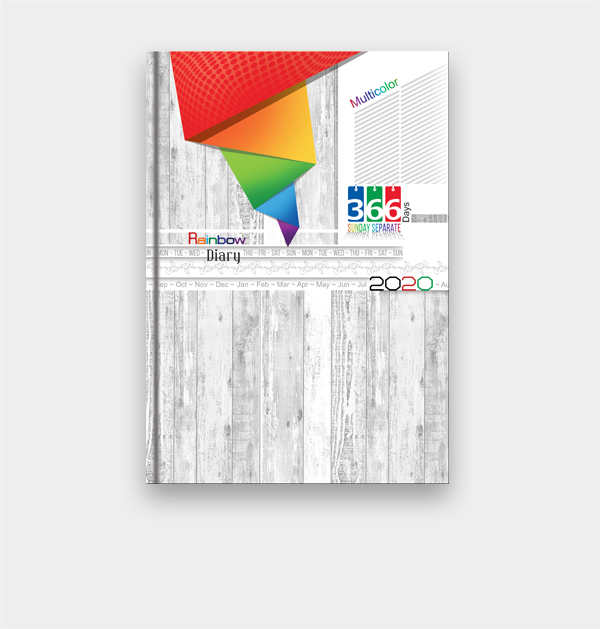 Multicolor
366
Days
SUNDAY SEPARATE
Rainbow
N ~ MON ~ TUE ~ WED THU ~ FRI ~ SAT ~ SUN ~ MON ~ TUE ~ WED ~ THU ~ FRI ~ SAT ~ SUN
Diary
2020
Sep ~ Oct ~ Nov ~ Dec ~ Jan ~ Feb ~ Mar ~ Apr ~ May ~ Jun ~ Jul ~ Au